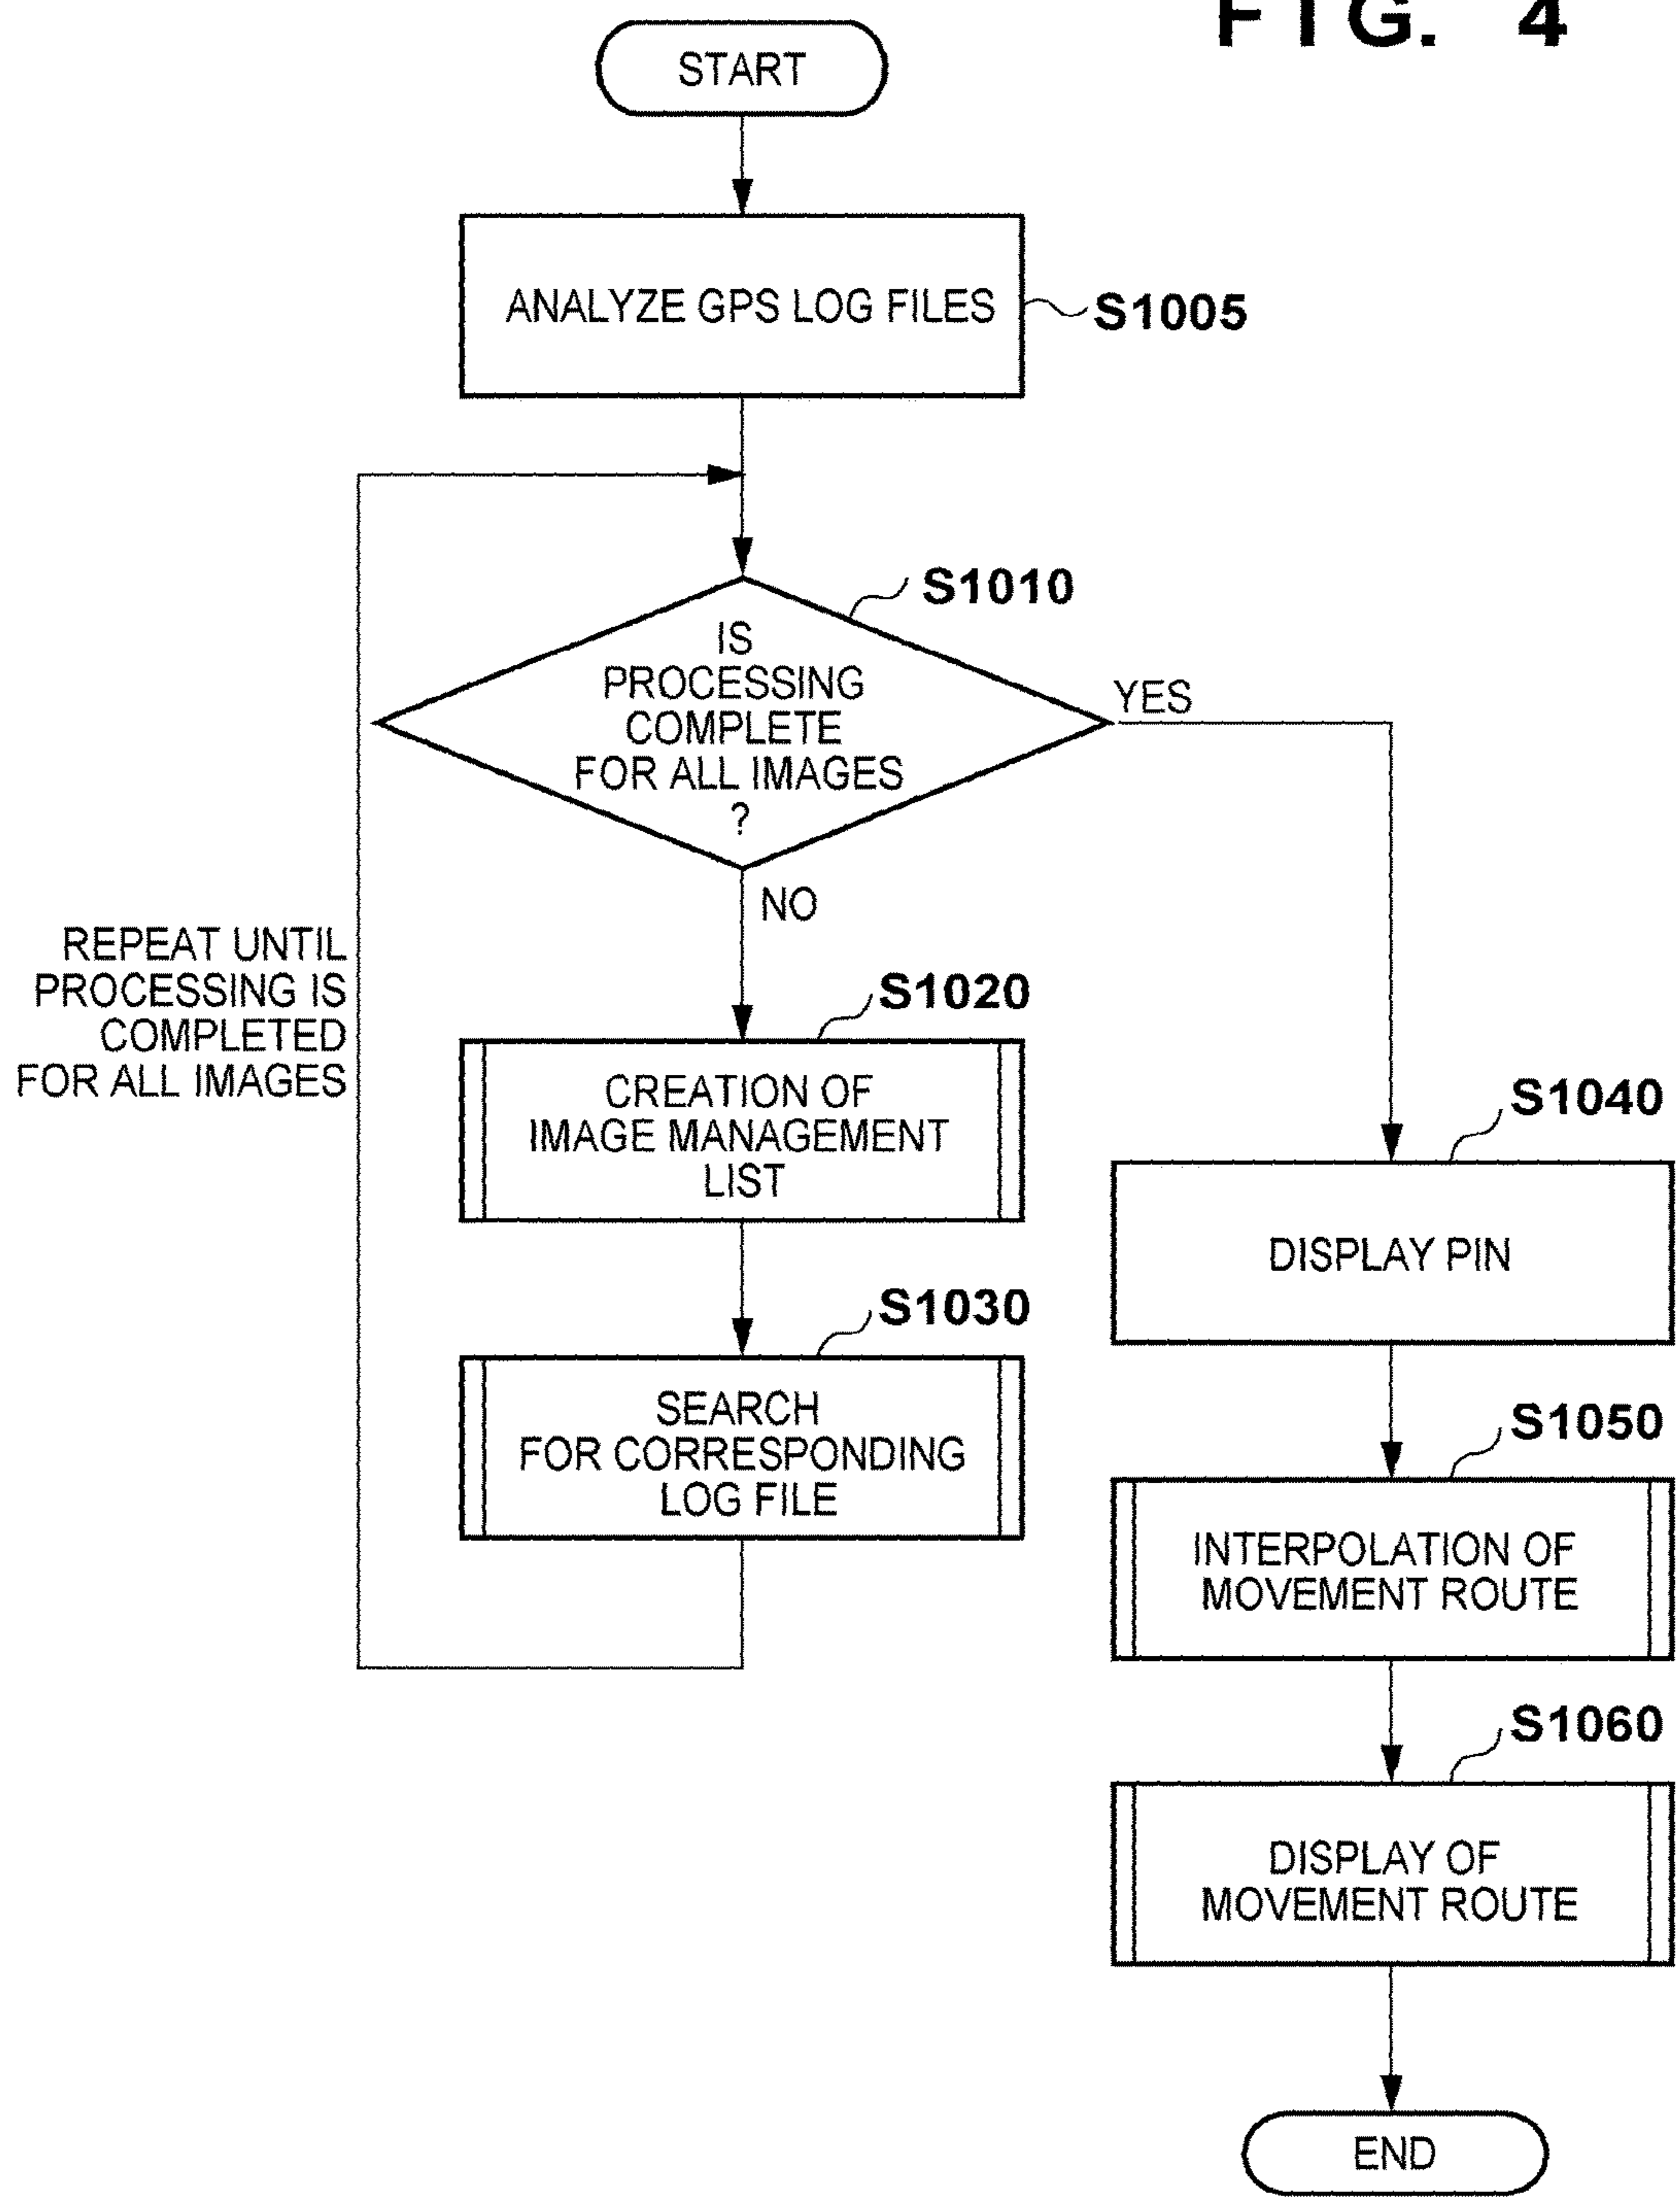 FIG. 4
START
ANALYZE GPS LOG FILES
S1005
S1010
IS
PROCESSING
COMPLETE
FOR ALL IMAGES
?
YES
NO
REPEAT UNTIL
PROCESSING IS
COMPLETED
FOR ALL IMAGES
S1020
CREATION OF
IMAGE MANAGEMENT
LIST
S1030
SEARCH
FOR CORRESPONDING
LOG FILE
S1040
DISPLAY PIN
S1050
INTERPOLATION OF
MOVEMENT ROUTE
S1060
DISPLAY OF
MOVEMENT ROUTE
END